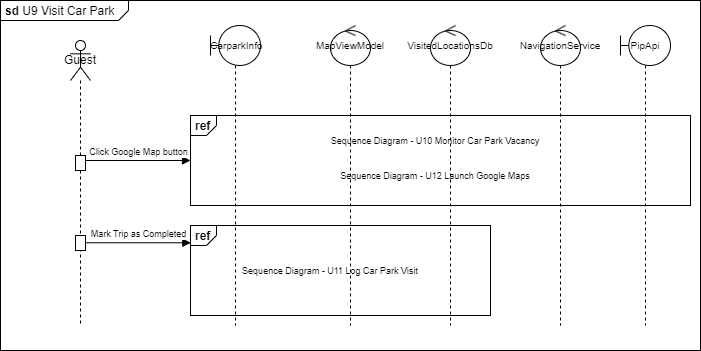 sd U9 Visit Car Park
Guest
CarparkInfo
MapViewModel
VisitedLocationsDb
NavigationService
PipApi
ref
Sequence Diagram - U10 Monitor Car Park Vacancy
Click Google Map button
Sequence Diagram - U12 Launch Google Maps
Mark Trip as Completed
ref
Sequence Diagram - U11 Log Car Park Visit